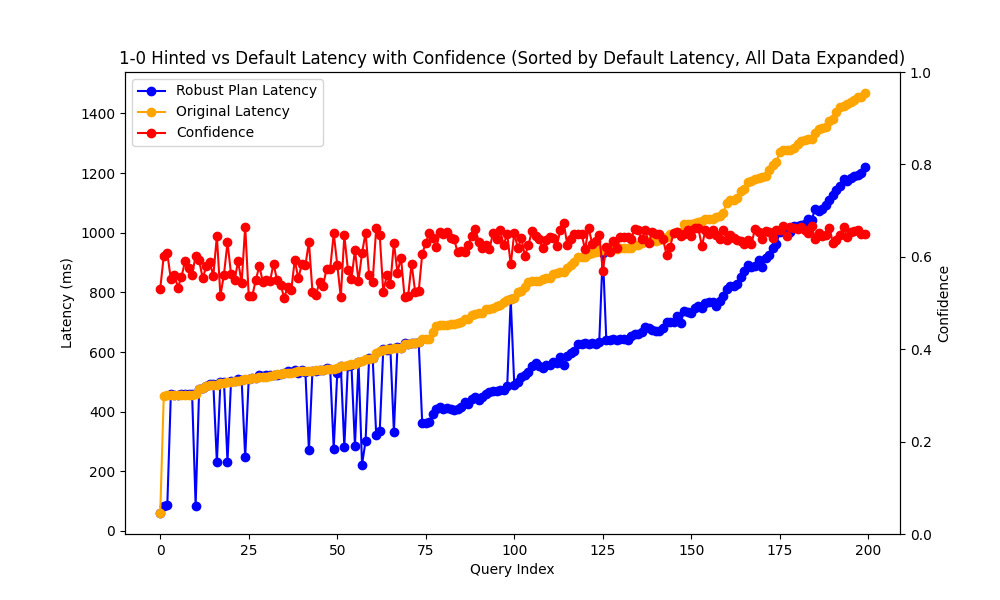 1-0 Hinted vs Default Latency with Confidence (Sorted by Default Latency, All Data Expanded)
Robust Plan Latency
Original Latency
Confidence
Latency (ms)
1400
1200
1000
800
600
400
200
0
1.0
0.8
0.6
0.4
0.2
0.0
Confidence
0 25 50 75 100 125 150 175 200
Query Index